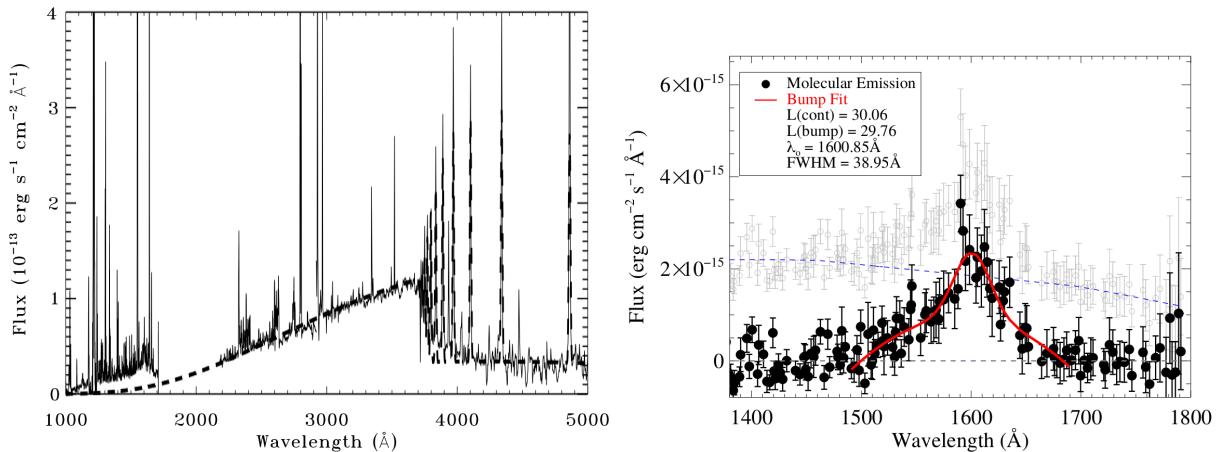 4
3
2
1
0
Flux (10⁻¹³ erg s⁻¹ cm⁻² Å⁻¹)
1000 2000 3000 4000 5000
Wavelength (Å)
6×10⁻¹⁵
4×10⁻¹⁵
2×10⁻¹⁵
0
Flux (erg cm⁻² s⁻¹ Å⁻¹)
Molecular Emission
Bump Fit
L(cont) = 30.06
L(bump) = 29.76
λₒ = 1600.85Å
FWHM = 38.95Å
1400 1500 1600 1700 1800
Wavelength (Å)